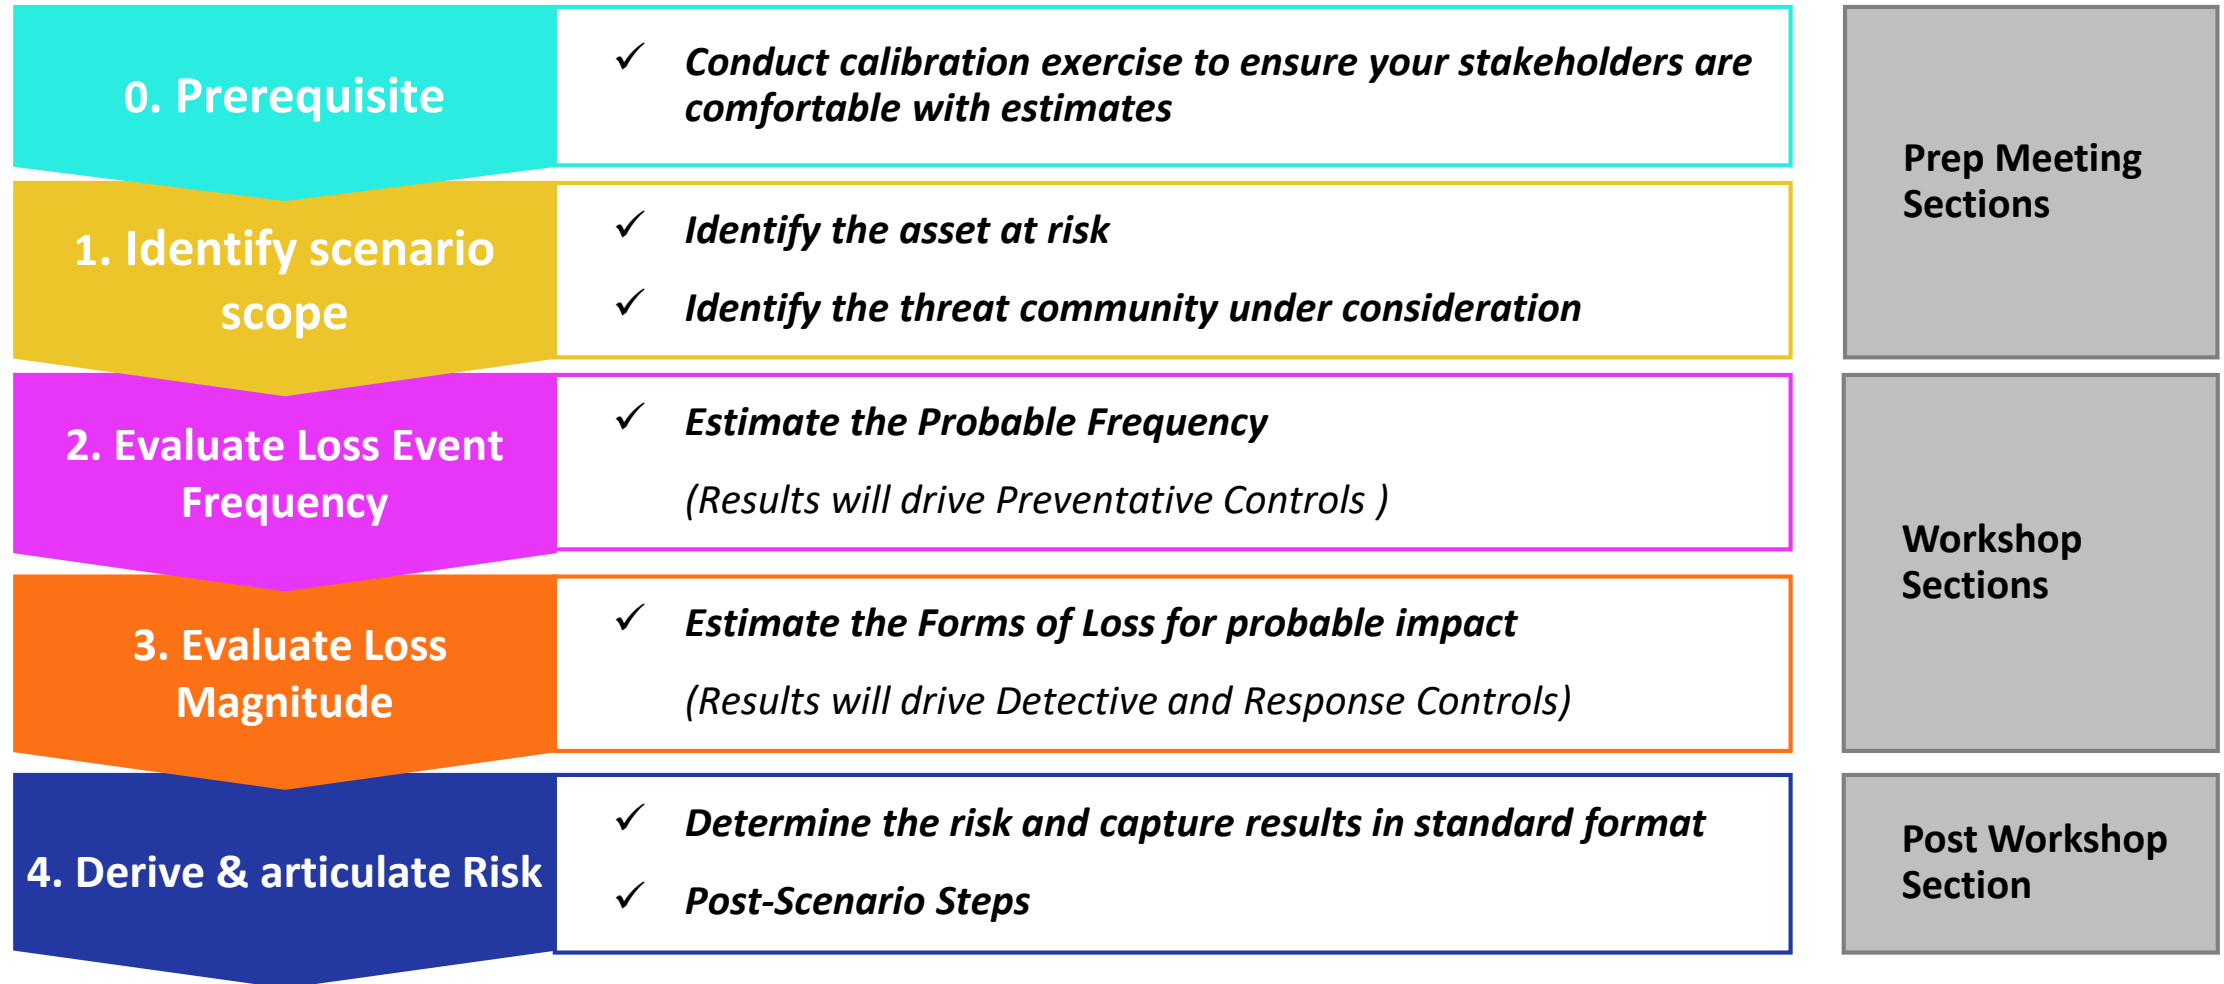 0. Prerequisite
✓ Conduct calibration exercise to ensure your stakeholders are
comfortable with estimates
1. Identify scenario
scope
✓ Identify the asset at risk
✓ Identify the threat community under consideration
Prep Meeting
Sections
2. Evaluate Loss Event
Frequency
✓ Estimate the Probable Frequency
(Results will drive Preventative Controls )
3. Evaluate Loss
Magnitude
✓ Estimate the Forms of Loss for probable impact
(Results will drive Detective and Response Controls)
Workshop
Sections
4. Derive & articulate Risk
✓ Determine the risk and capture results in standard format
✓ Post-Scenario Steps
Post Workshop
Section